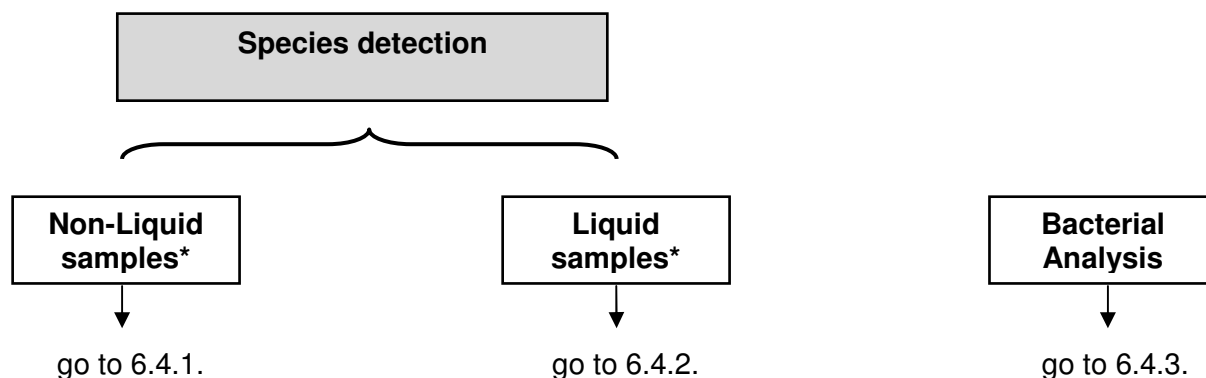 Species detection
Non-Liquid
samples*
Liquid
samples*
Bacterial
Analysis
go to 6.4.1.
go to 6.4.2.
go to 6.4.3.